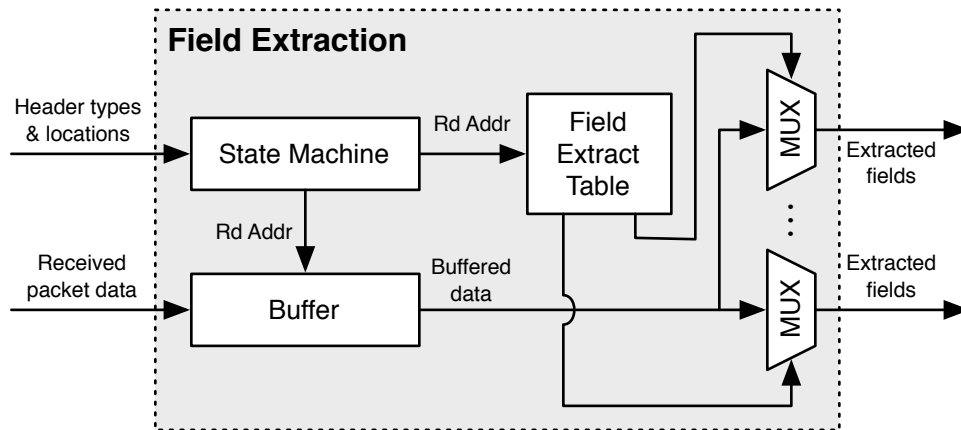 Field Extraction
Header types
& locations
State Machine
Rd Addr
Field
Extract
Table
MUX
Extracted
fields
Rd Addr
Received
packet data
Buffer
Buffered
data
MUX
Extracted
fields